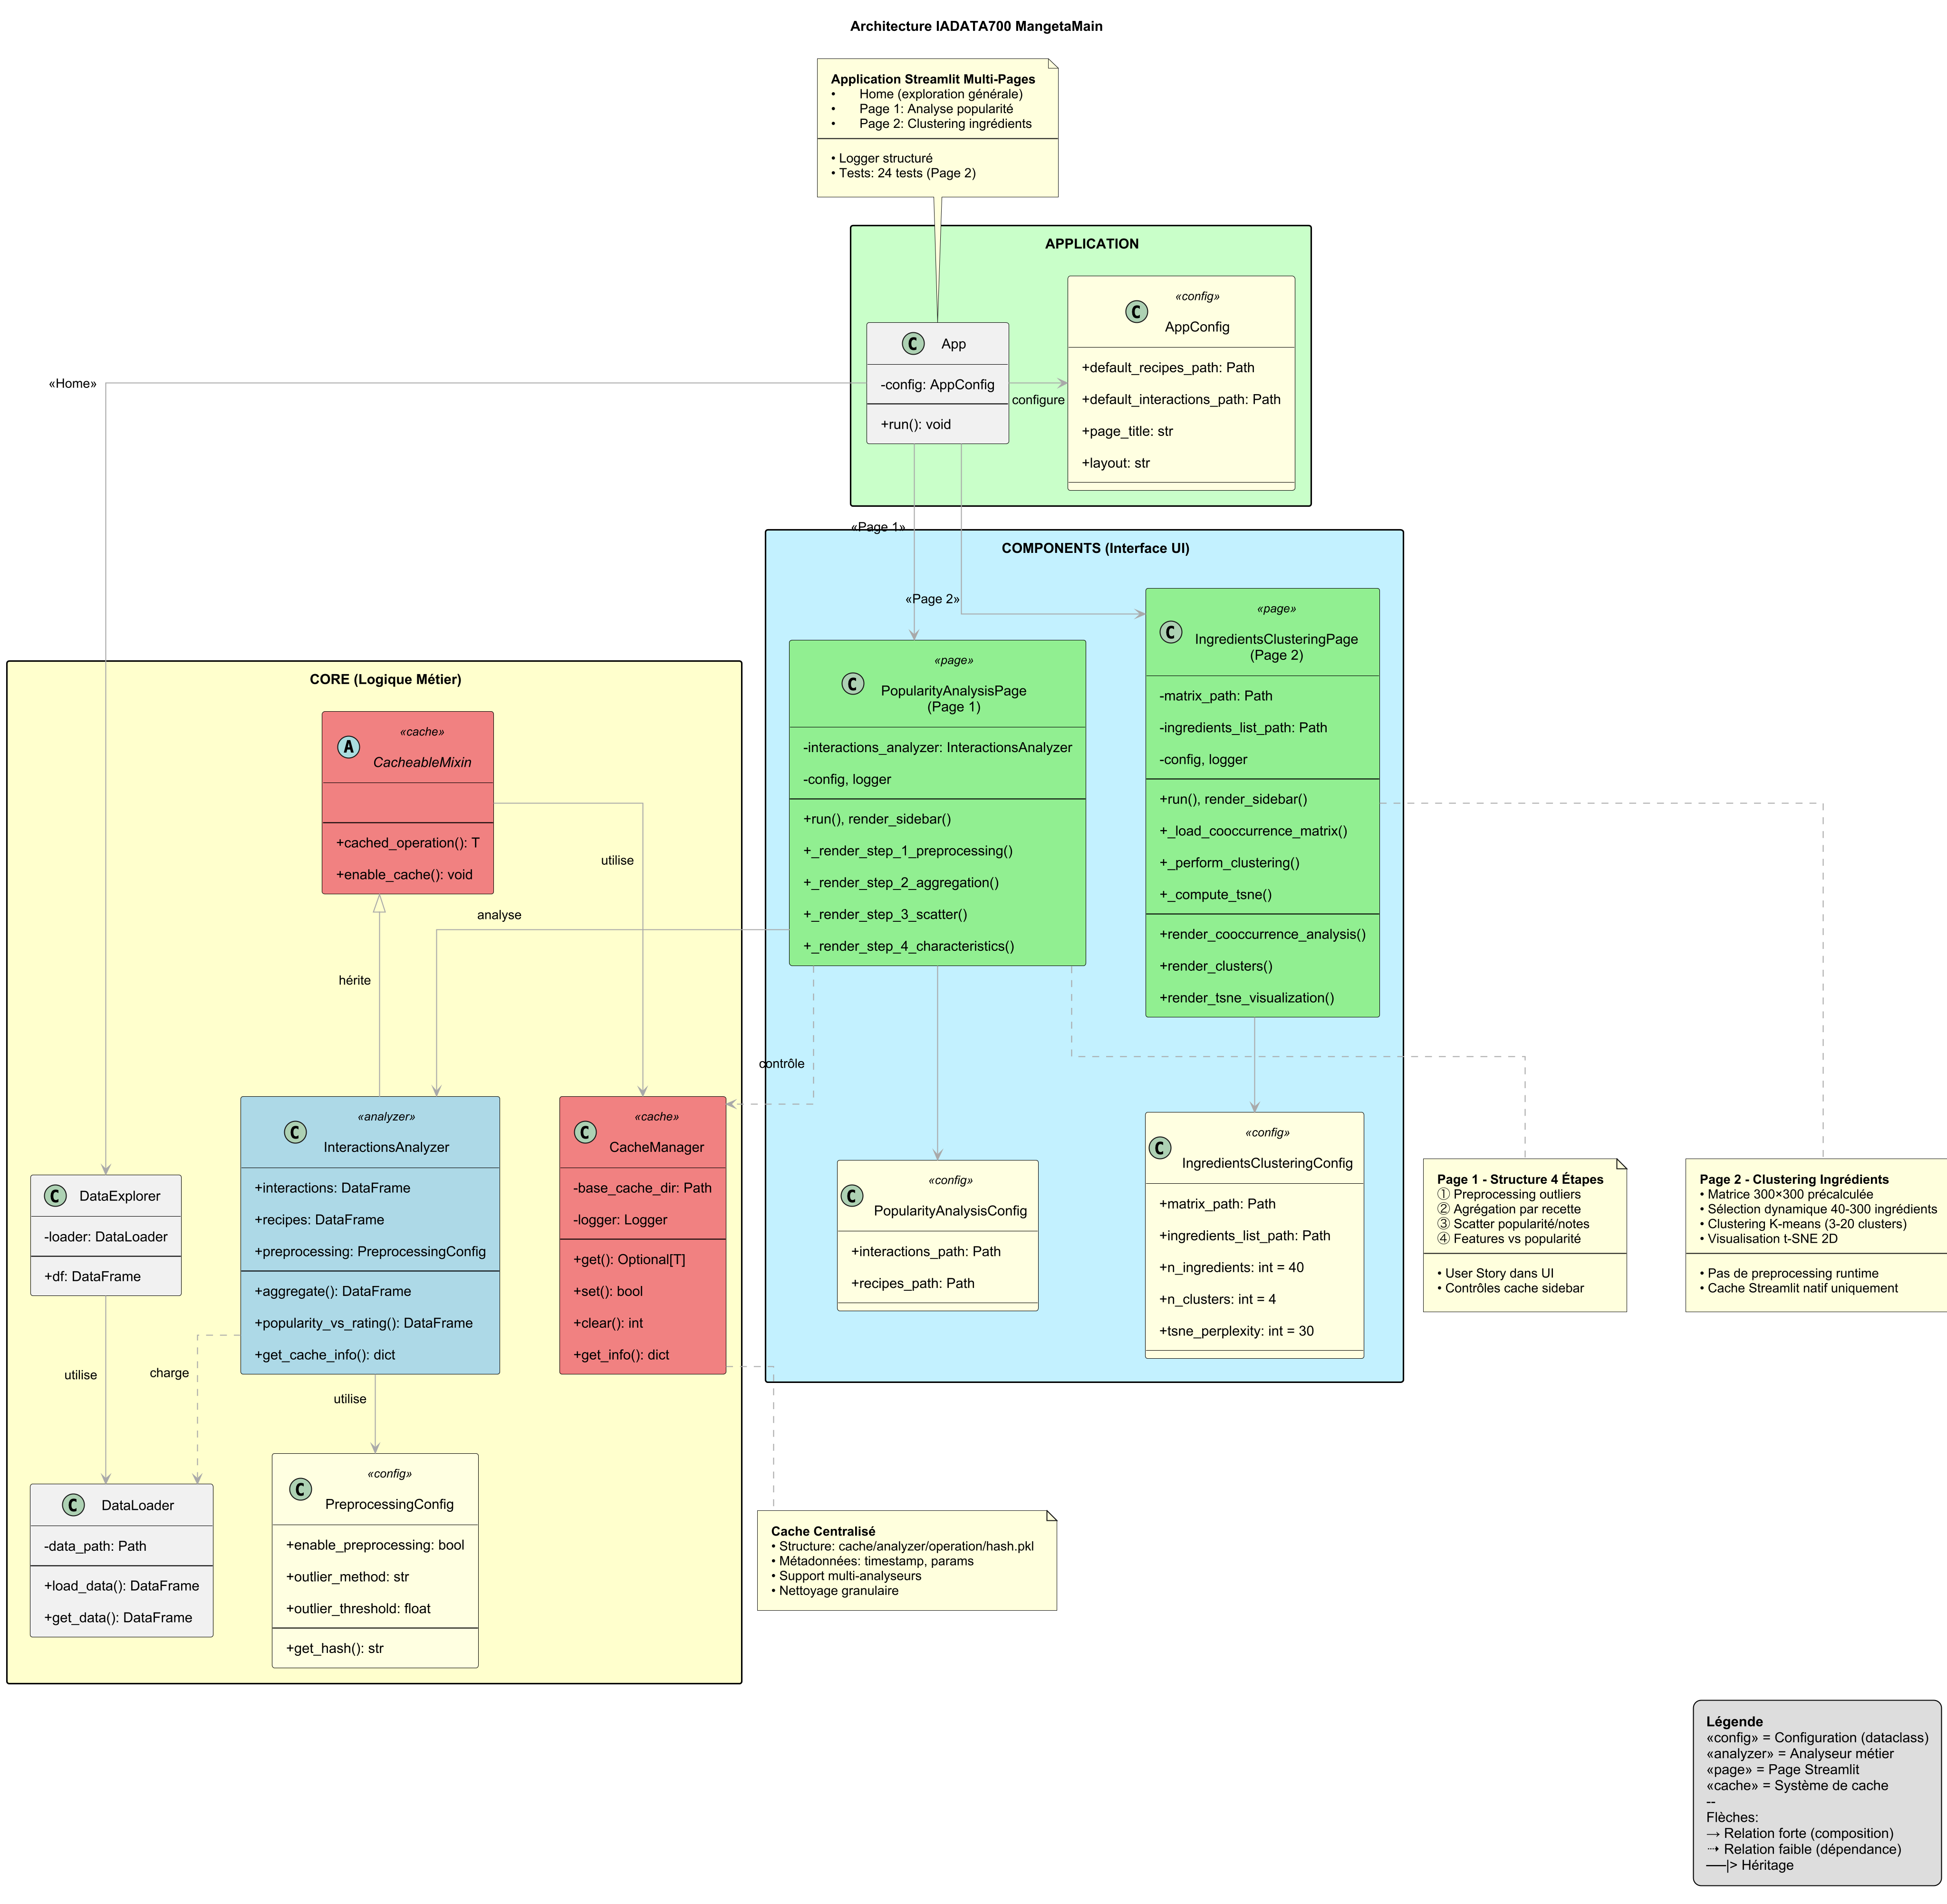 Architecture IADATA700 MangetaMain
Application Streamlit Multi-Pages
• Home (exploration générale)
• Page 1: Analyse popularité
• Page 2: Clustering ingrédients
• Logger structuré
• Tests: 24 tests (Page 2)
APPLICATION
C App
-config: AppConfig
+run(): void
configure
«config»
C AppConfig
+default_recipes_path: Path
+default_interactions_path: Path
+page_title: str
+layout: str
«Home»
«Page 1»
«Page 2»
COMPONENTS (Interface UI)
«page»
C PopularityAnalysisPage
(Page 1)
-interactions_analyzer: InteractionsAnalyzer
-config, logger
+run(), render_sidebar()
+_render_step_1_preprocessing()
+_render_step_2_aggregation()
+_render_step_3_scatter()
+_render_step_4_characteristics()
«page»
C IngredientsClusteringPage
(Page 2)
-matrix_path: Path
-ingredients_list_path: Path
-config, logger
+run(), render_sidebar()
+_load_cooccurrence_matrix()
+_perform_clustering()
+_compute_tsne()
+render_cooccurrence_analysis()
+render_clusters()
+render_tsne_visualization()
«config»
C PopularityAnalysisConfig
+interactions_path: Path
+recipes_path: Path
«config»
C IngredientsClusteringConfig
+matrix_path: Path
+ingredients_list_path: Path
+n_ingredients: int = 40
+n_clusters: int = 4
+tsne_perplexity: int = 30
CORE (Logique Métier)
«cache»
A CacheableMixin
+cached_operation(): T
+enable_cache(): void
utilise
analyse
hérite
contrôle
«analyzer»
C InteractionsAnalyzer
+interactions: DataFrame
+recipes: DataFrame
+preprocessing: PreprocessingConfig
+aggregate(): DataFrame
+popularity_vs_rating(): DataFrame
+get_cache_info(): dict
«cache»
C CacheManager
-base_cache_dir: Path
-logger: Logger
+get(): Optional[T]
+set(): bool
+clear(): int
+get_info(): dict
C DataExplorer
-loader: DataLoader
+df: DataFrame
utilise
charge
utilise
C DataLoader
-data_path: Path
+load_data(): DataFrame
+get_data(): DataFrame
«config»
C PreprocessingConfig
+enable_preprocessing: bool
+outlier_method: str
+outlier_threshold: float
+get_hash(): str
Page 1 - Structure 4 Étapes
① Preprocessing outliers
② Agrégation par recette
③ Scatter popularité/notes
④ Features vs popularité
• User Story dans UI
• Contrôles cache sidebar
Page 2 - Clustering Ingrédients
• Matrice 300×300 précalculée
• Sélection dynamique 40-300 ingrédients
• Clustering K-means (3-20 clusters)
• Visualisation t-SNE 2D
• Pas de preprocessing runtime
• Cache Streamlit natif uniquement
Cache Centralisé
• Structure: cache/analyzer/operation/hash.pkl
• Métadonnées: timestamp, params
• Support multi-analyseurs
• Nettoyage granulaire
Légende
«config» = Configuration (dataclass)
«analyzer» = Analyseur métier
«page» = Page Streamlit
«cache» = Système de cache
--
Flèches:
→ Relation forte (composition)
⇢ Relation faible (dépendance)
──|> Héritage